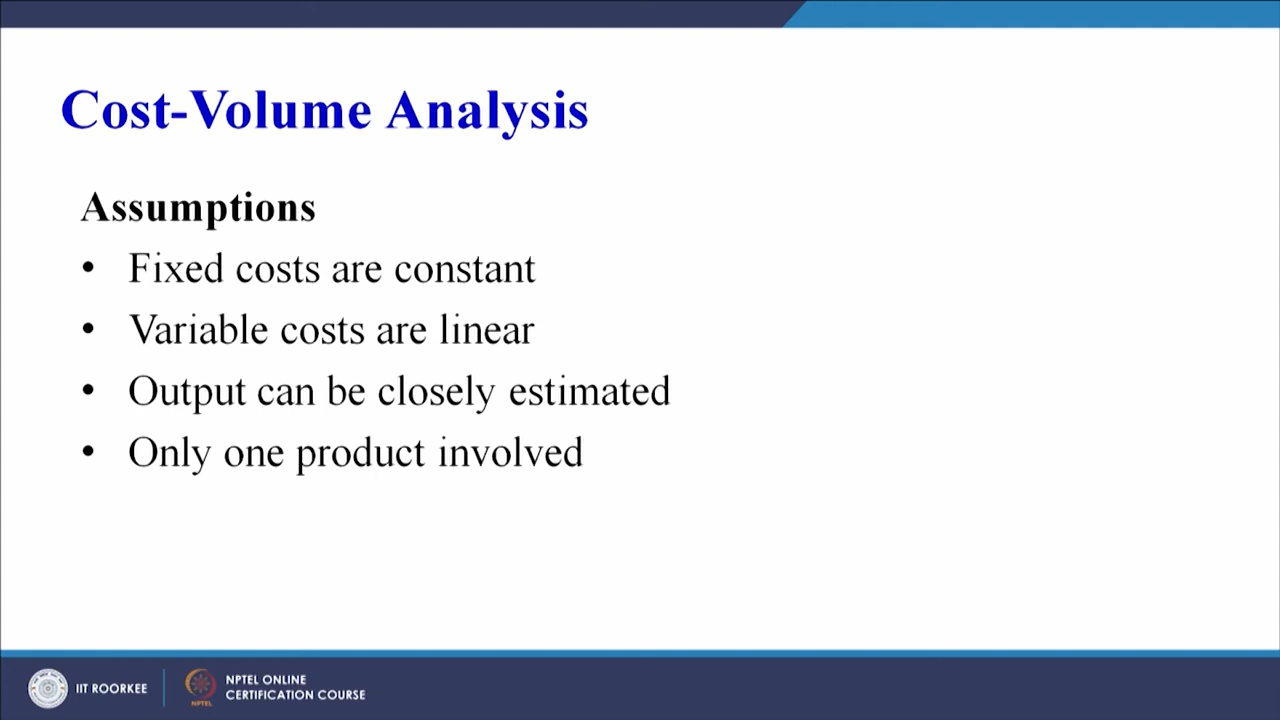 Cost-Volume Analysis
Assumptions
• Fixed costs are constant
• Variable costs are linear
• Output can be closely estimated
• Only one product involved
IIT ROORKEE
NPTEL
NPTEL ONLINE
CERTIFICATION COURSE